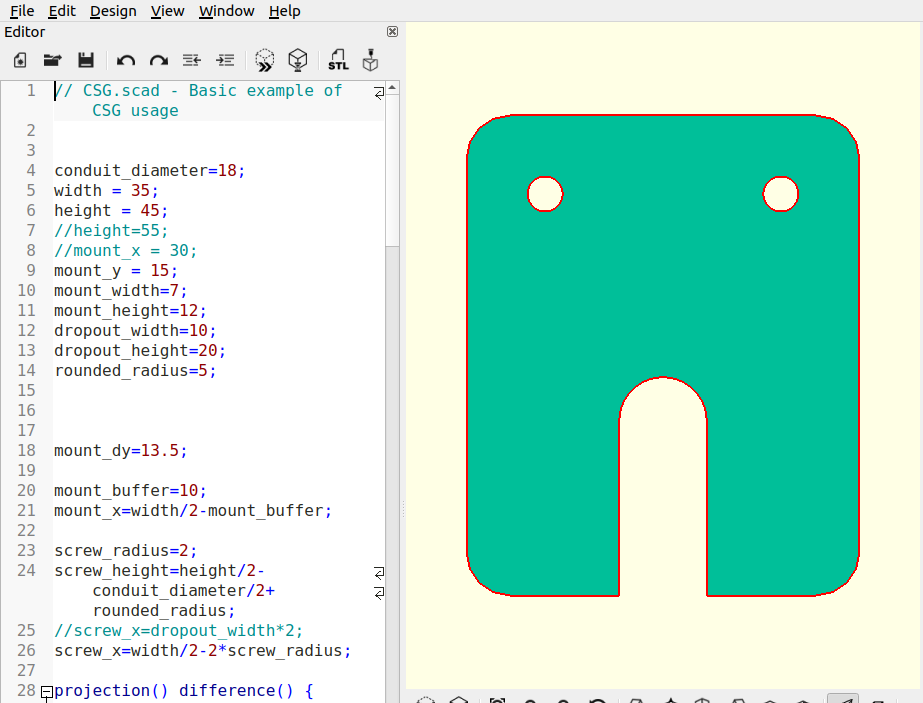 File Edit Design View Window Help
Editor
STL
1 // CSG.scad - Basic example of
CSG usage
2
3
4 conduit_diameter=18;
5 width = 35;
6 height = 45;
7 //height=55;
8 //mount_x = 30;
9 mount_y = 15;
10 mount_width=7;
11 mount_height=12;
12 dropout_width=10;
13 dropout_height=20;
14 rounded_radius=5;
15
16
17
18 mount_dy=13.5;
19
20 mount_buffer=10;
21 mount_x=width/2-mount_buffer;
22
23 screw_radius=2;
24 screw_height=height/2-
conduit_diameter/2+
rounded_radius;
25 //screw_x=dropout_width*2;
26 screw_x=width/2-2*screw_radius;
27
28 projection() difference() {